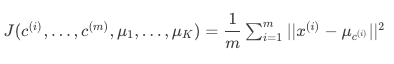 J(c^{(i)}, \ldots, c^{(m)}, \mu_1, \ldots, \mu_K) = \frac{1}{m} \sum_{i=1}^{m} ||x^{(i)} - \mu_{c^{(i)}}||^2